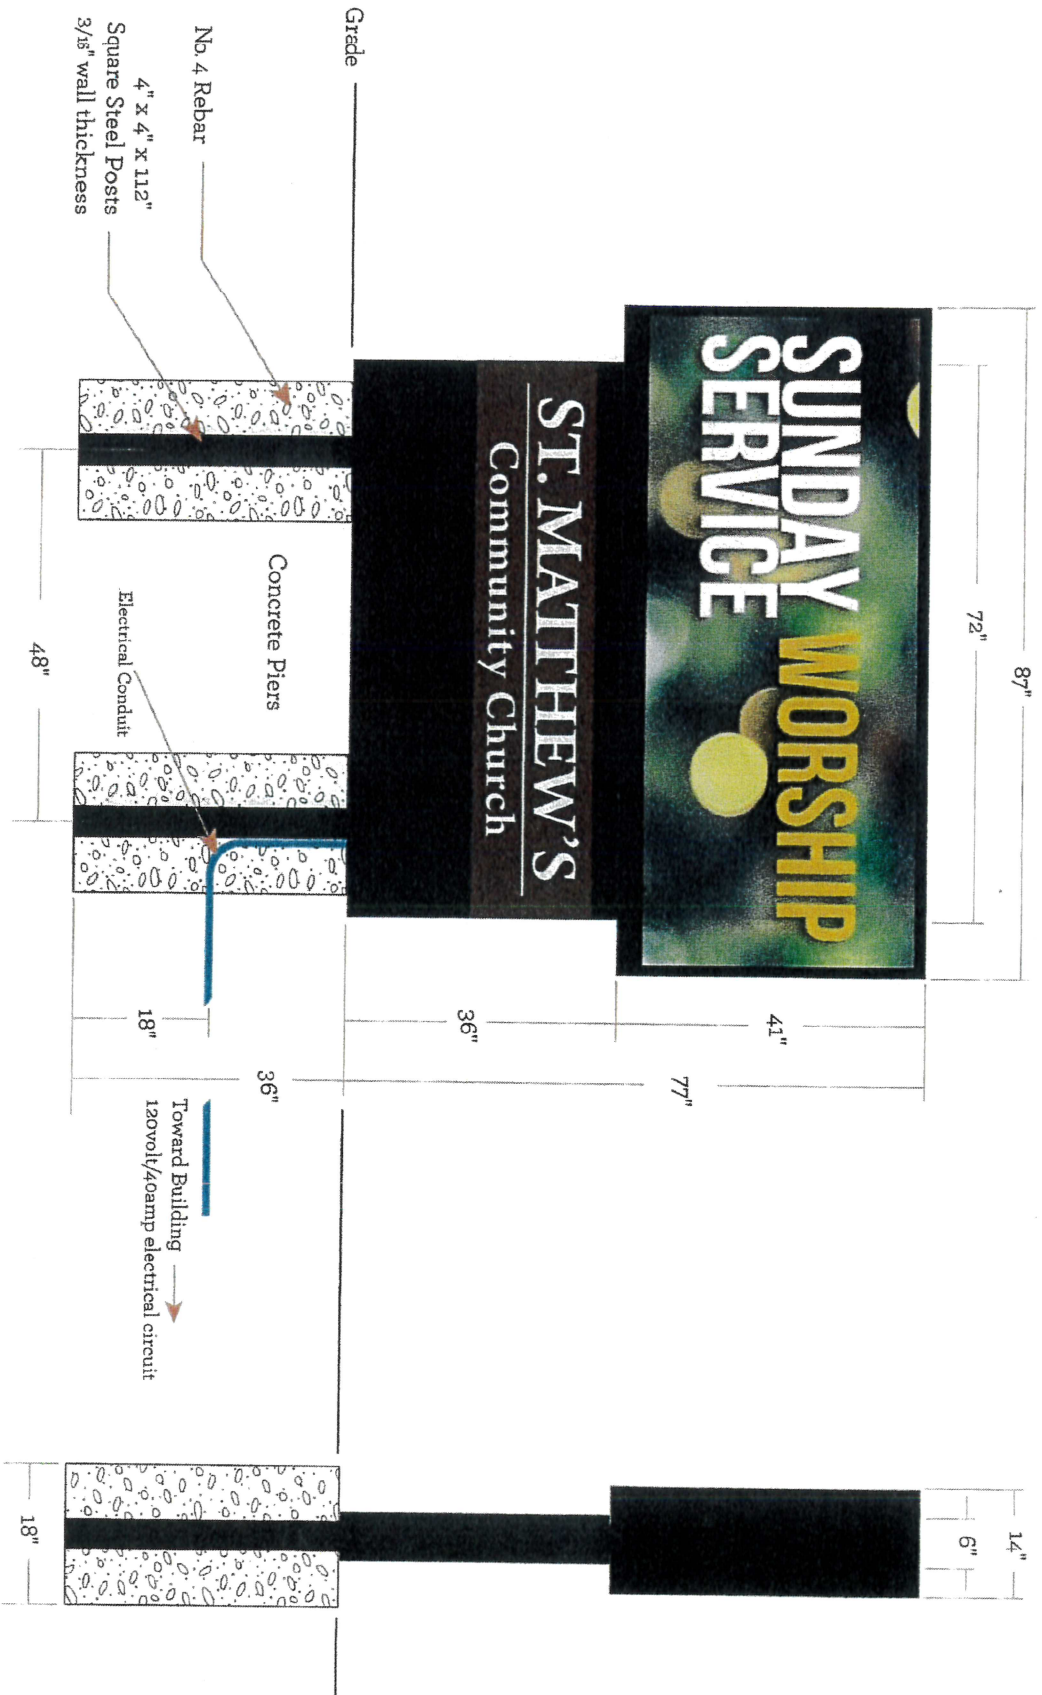 87"
72"
SUNDAY WORSHIP
SERVICE
ST. MATTHEW'S
Community Church
41"
36"
77"
36"
18"
14"
6"
18"
Grade
No. 4 Rebar
4" x 4" x 112"
Square Steel Posts
3/16" wall thickness
Concrete Piers
Electrical Conduit
48"
Toward Building
120volt/40amp electrical circuit